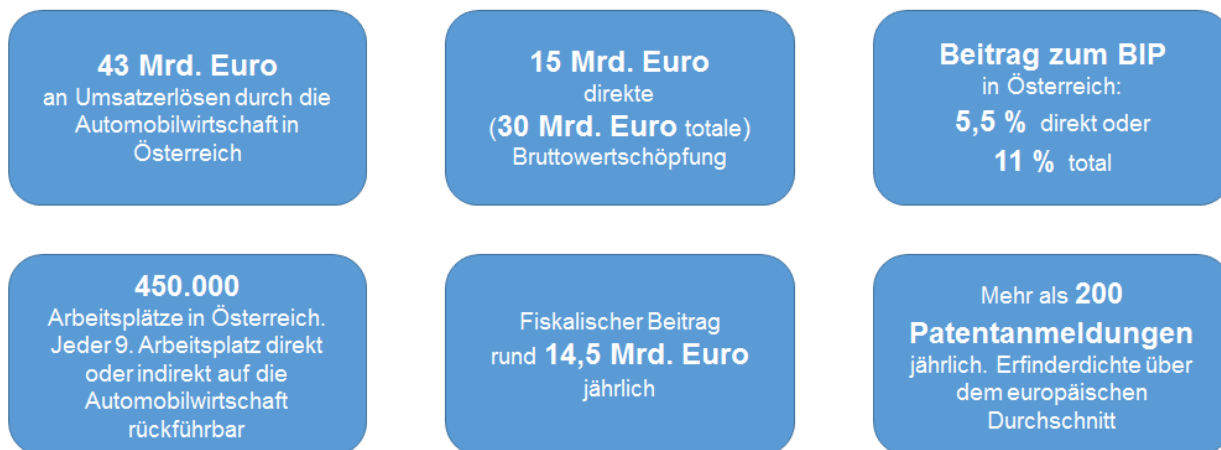 43 Mrd. Euro
an Umsatzerlösen durch die
Automobilwirtschaft in
Österreich
15 Mrd. Euro
direkte
(30 Mrd. Euro totale)
Bruttowertschöpfung
Beitrag zum BIP
in Österreich:
5,5 % direkt oder
11 % total
450.000
Arbeitsplätze in Österreich.
Jeder 9. Arbeitsplatz direkt
oder indirekt auf die
Automobilwirtschaft
rückführbar
Fiskalischer Beitrag
rund 14,5 Mrd. Euro
jährlich
Mehr als 200
Patentanmeldungen
jährlich. Erfinderdichte über
dem europäischen
Durchschnitt